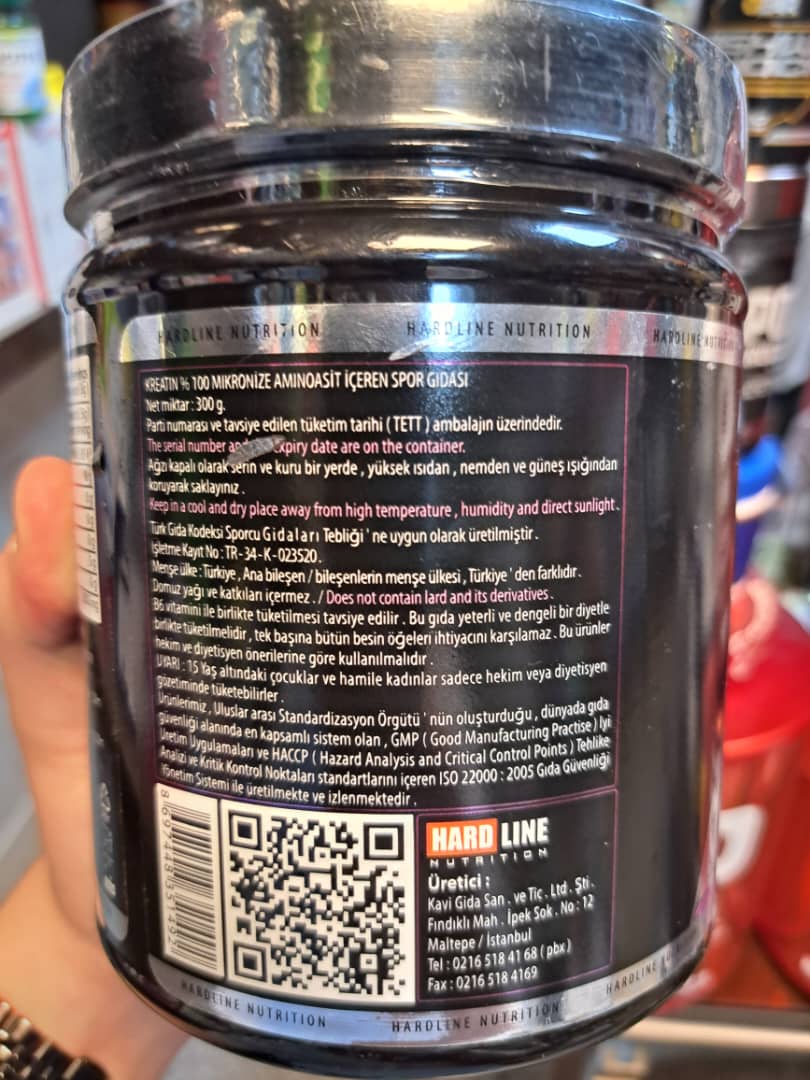 HARDLINE NUTRITION HARDLINE NUTRITION HARDLINE NUTRITION
KREATIN % 100 MIKRONİZE AMINOASİT İÇEREN SPOR GIDASI
Net miktar : 300 g.
Parti numarası ve tavsiye edilen tüketim tarihi ( TETT ) ambalajın üzerindedir.
The serial number and expiry date are on the container.
Ağzı kapalı olarak serin ve kuru bir yerde , yüksek ısıdan , nemden ve güneş ışığından
koruyarak saklayınız .
Keep in a cool and dry place away from high temperature , humidity and direct sunlight .
Türk Gıda Kodeksi Sporcu Gıdaları Tebliği ' ne uygun olarak üretilmiştir .
İşletme Kayıt No : TR - 34 - K - 023520 .
Menşe ülke : Türkiye , Ana bileşen / bileşenlerin menşe ülkesi , Türkiye ' den farklıdır .
Domuz yağı ve katkıları içermez . / Does not contain lard and its derivatives .
B6 vitamini ile birlikte tüketilmesi tavsiye edilir . Bu gıda yeterli ve dengeli bir diyetle
birlikte tüketilmelidir , tek başına bütün besin öğeleri ihtiyacını karşılamaz . Bu ürünler
hekim ve diyetisyen önerilerine göre kullanılmalıdır .
UYARI : 15 Yaş altındaki çocuklar ve hamile kadınlar sadece hekim veya diyetisyen
gözetiminde tüketebilirler .
Ürünlerimiz , Uluslar arası Standardizasyon Örgütü ' nün oluşturduğu , dünyada gıda
güvenliği alanında en kapsamlı sistem olan , GMP ( Good Manufacturing Practise ) İyi
Üretim Uygulamaları ve HACCP ( Hazard Analysis and Critical Control Points ) Tehlike
Analizi ve Kritik Kontrol Noktaları standartlarını içeren ISO 22000 : 2005 Gıda Güvenliği
Yönetim Sistemi ile üretilmekte ve izlenmektedir .
HARD LINE
NUTRITION
Üretici :
Kavi Gida San . ve Tic . Ltd . Şti .
Fındıklı Mah . İpek Sok . No : 12
Maltepe / İstanbul
Tel : 0216 518 41 68 ( pbx )
Fax : 0216 518 4169
HARDLINE NUTRITION HARDLINE NUTRITION HARDLINE